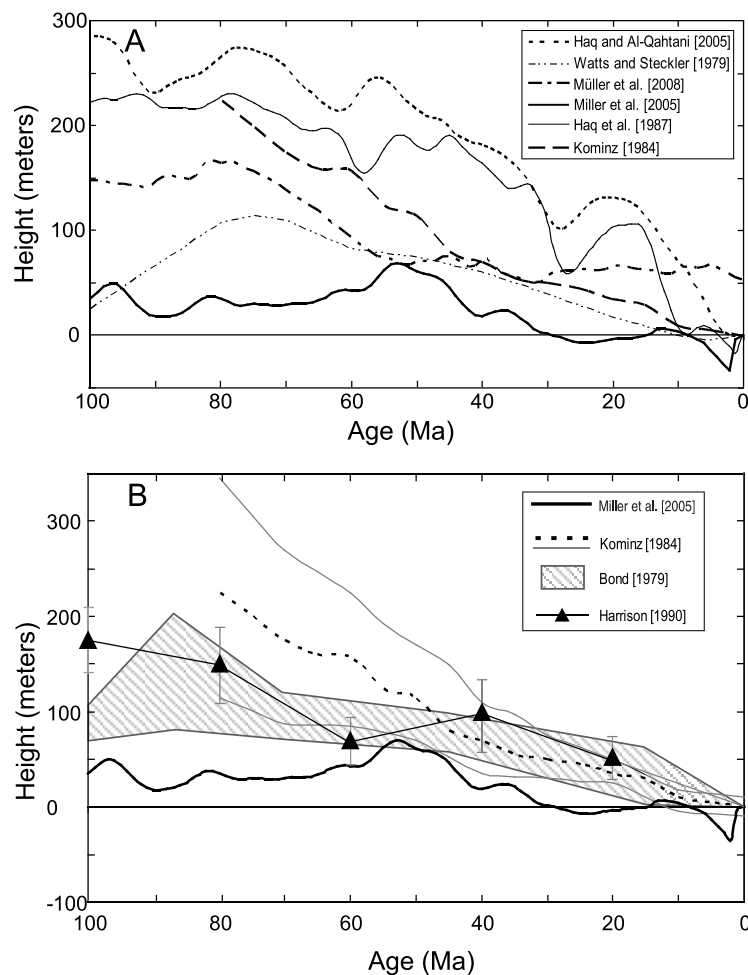 A
Haq and Al-Qahtani [2005]
Watts and Steckler [1979]
Müller et al. [2008]
Miller et al. [2005]
Haq et al. [1987]
Kominz [1984]
300
200
100
0
Height (meters)
100
80
60
40
20
0
Age (Ma)
B
Miller et al. [2005]
Kominz [1984]
Bond [1979]
Harrison [1990]
300
200
100
0
-100
Height (meters)
100
80
60
40
20
0
Age (Ma)